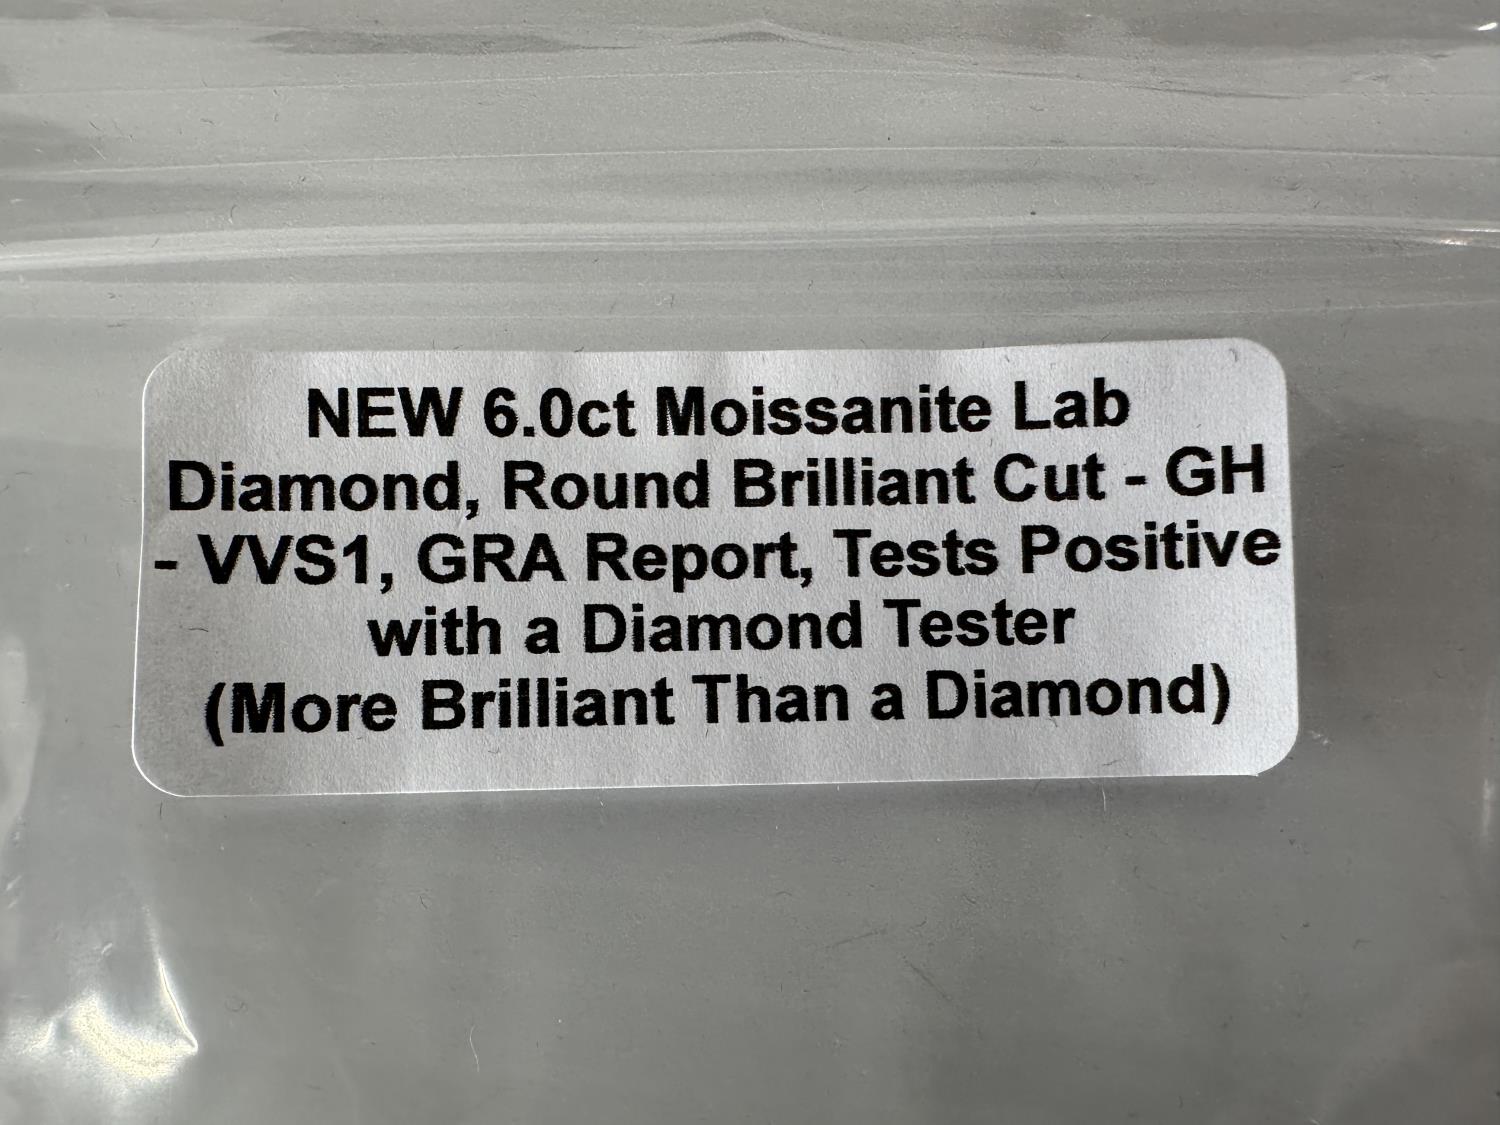 NEW 6.0ct Moissanite Lab
Diamond, Round Brilliant Cut - GH
- VVS1, GRA Report, Tests Positive
with a Diamond Tester
(More Brilliant Than a Diamond)